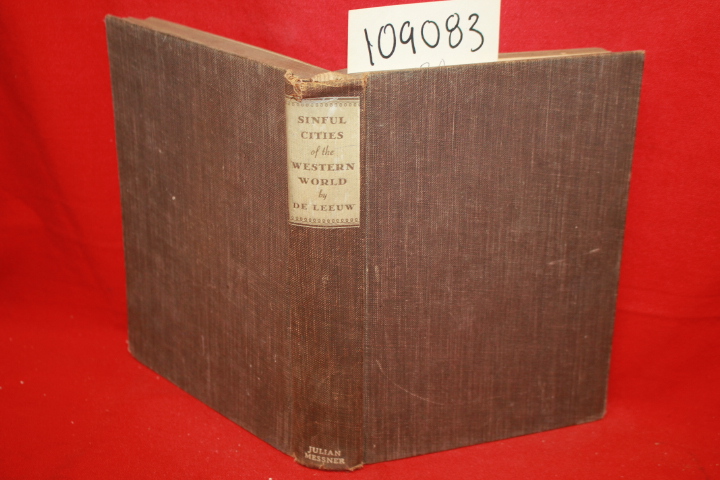 109083
SINFUL
CITIES
of the
WESTERN
WORLD
by
DE LEEUW
JULIAN
MESSNER